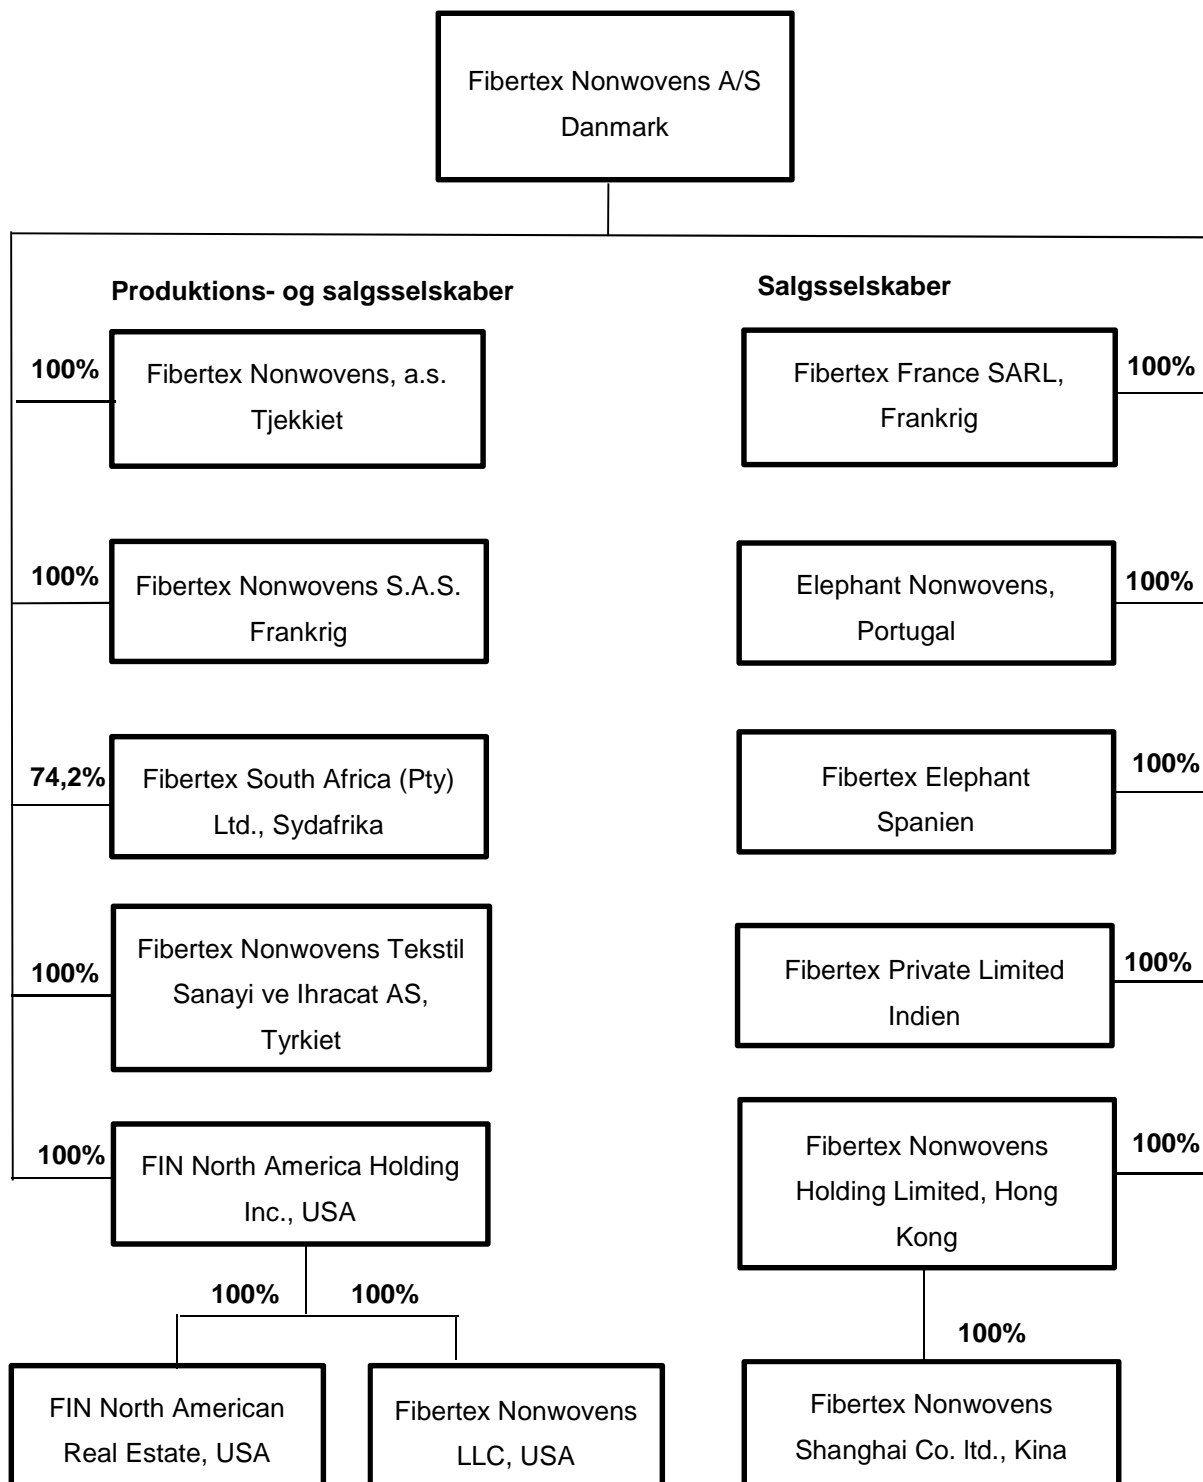 Fibertex Nonwovens A/S
Danmark
Produktions- og salgsselskaber
100%
Fibertex Nonwovens, a.s.
Tjekkiet
100%
Fibertex Nonwovens S.A.S.
Frankrig
74,2%
Fibertex South Africa (Pty)
Ltd., Sydafrika
100%
Fibertex Nonwovens Tekstil
Sanayi ve Ihracat AS,
Tyrkiet
100%
FIN North America Holding
Inc., USA
100%
100%
FIN North American
Real Estate, USA
Fibertex Nonwovens
LLC, USA
Salgsselskaber
Fibertex France SARL,
Frankrig
100%
Elephant Nonwovens,
Portugal
100%
Fibertex Elephant
Spanien
100%
Fibertex Private Limited
Indien
100%
Fibertex Nonwovens
Holding Limited, Hong
Kong
100%
100%
Fibertex Nonwovens
Shanghai Co. ltd., Kina